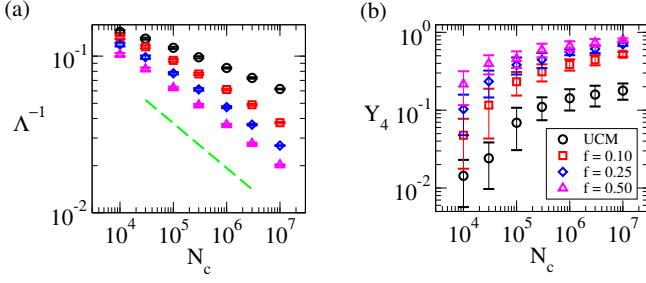 (a)
10^-1
10^-2
Λ^-1
10^4 10^5 10^6 10^7
N_c
(b)
10^0
10^-1
10^-2
Y_4
UCM
f = 0.10
f = 0.25
f = 0.50
10^4 10^5 10^6 10^7
N_c